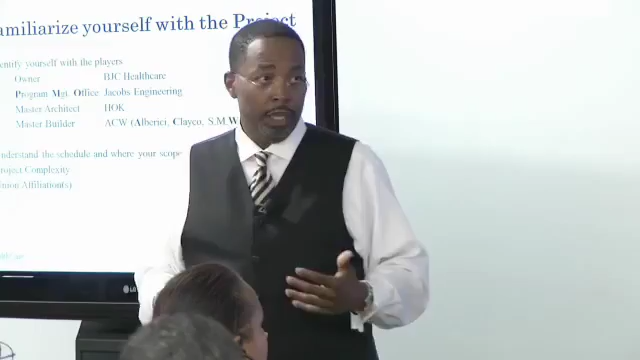 amiliarize yourself with the Project
entify yourself with the players
Owner BJC Healthcare
Program Mgt. Office Jacobs Engineering
Master Architect HOK
Master Builder ACW (Alberici, Clayco, S.M.W
nderstand the schedule and where your scope
roject Complexity
nion Affiliation(s)
LG